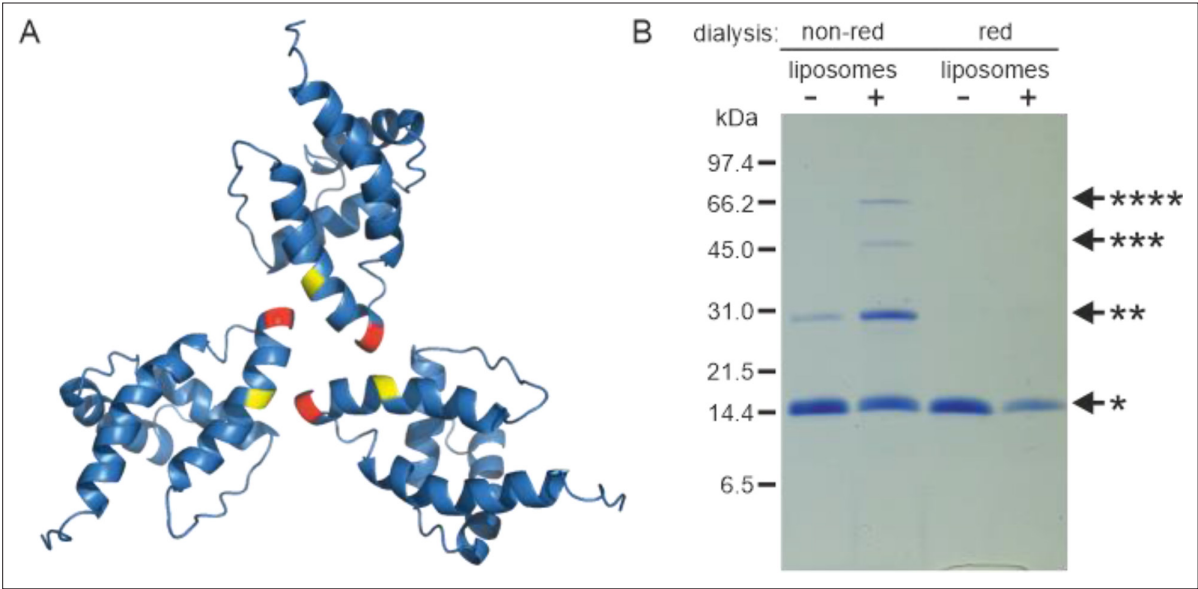 A
B
dialysis: non-red red
liposomes liposomes
- + - +
kDa
97.4
66.2 ****
45.0 ***
31.0 **
21.5
14.4 *
6.5